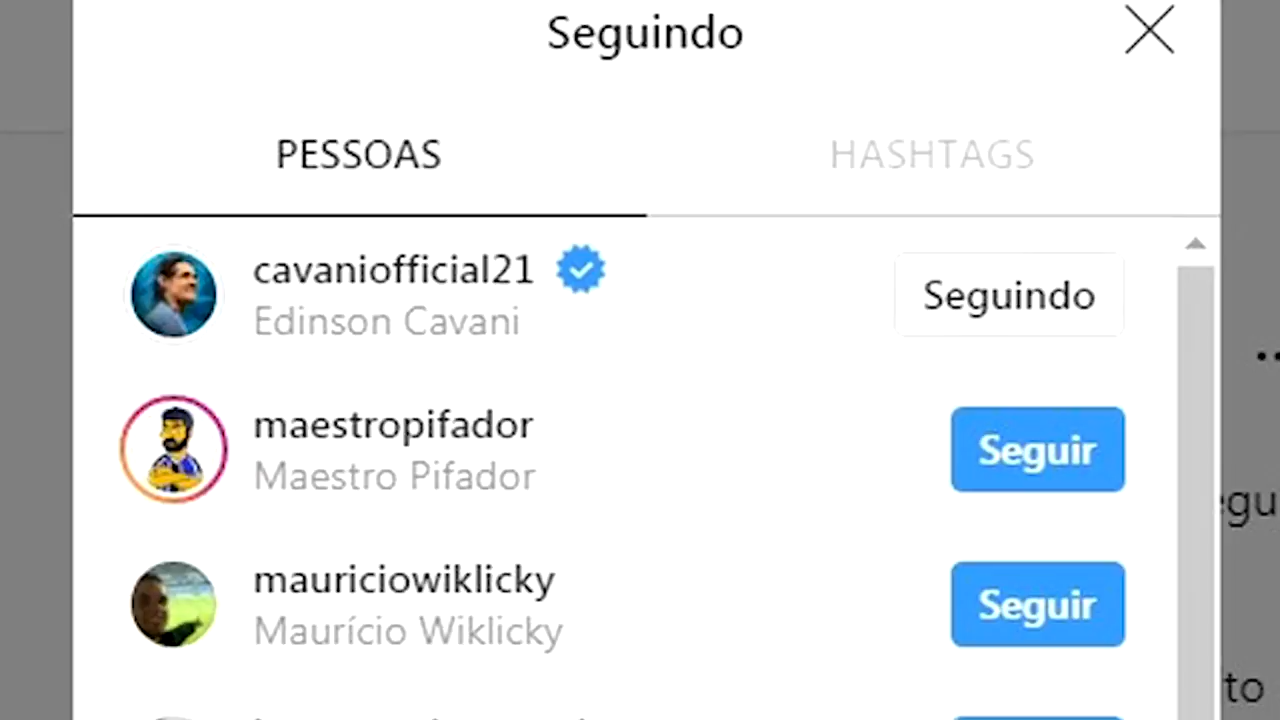 Seguindo
PESSOAS
HASHTAGS
cavaniofficial21
Edinson Cavani
Seguindo
maestropifador
Maestro Pifador
Seguir
mauriciowiklicky
Maurício Wiklicky
Seguir